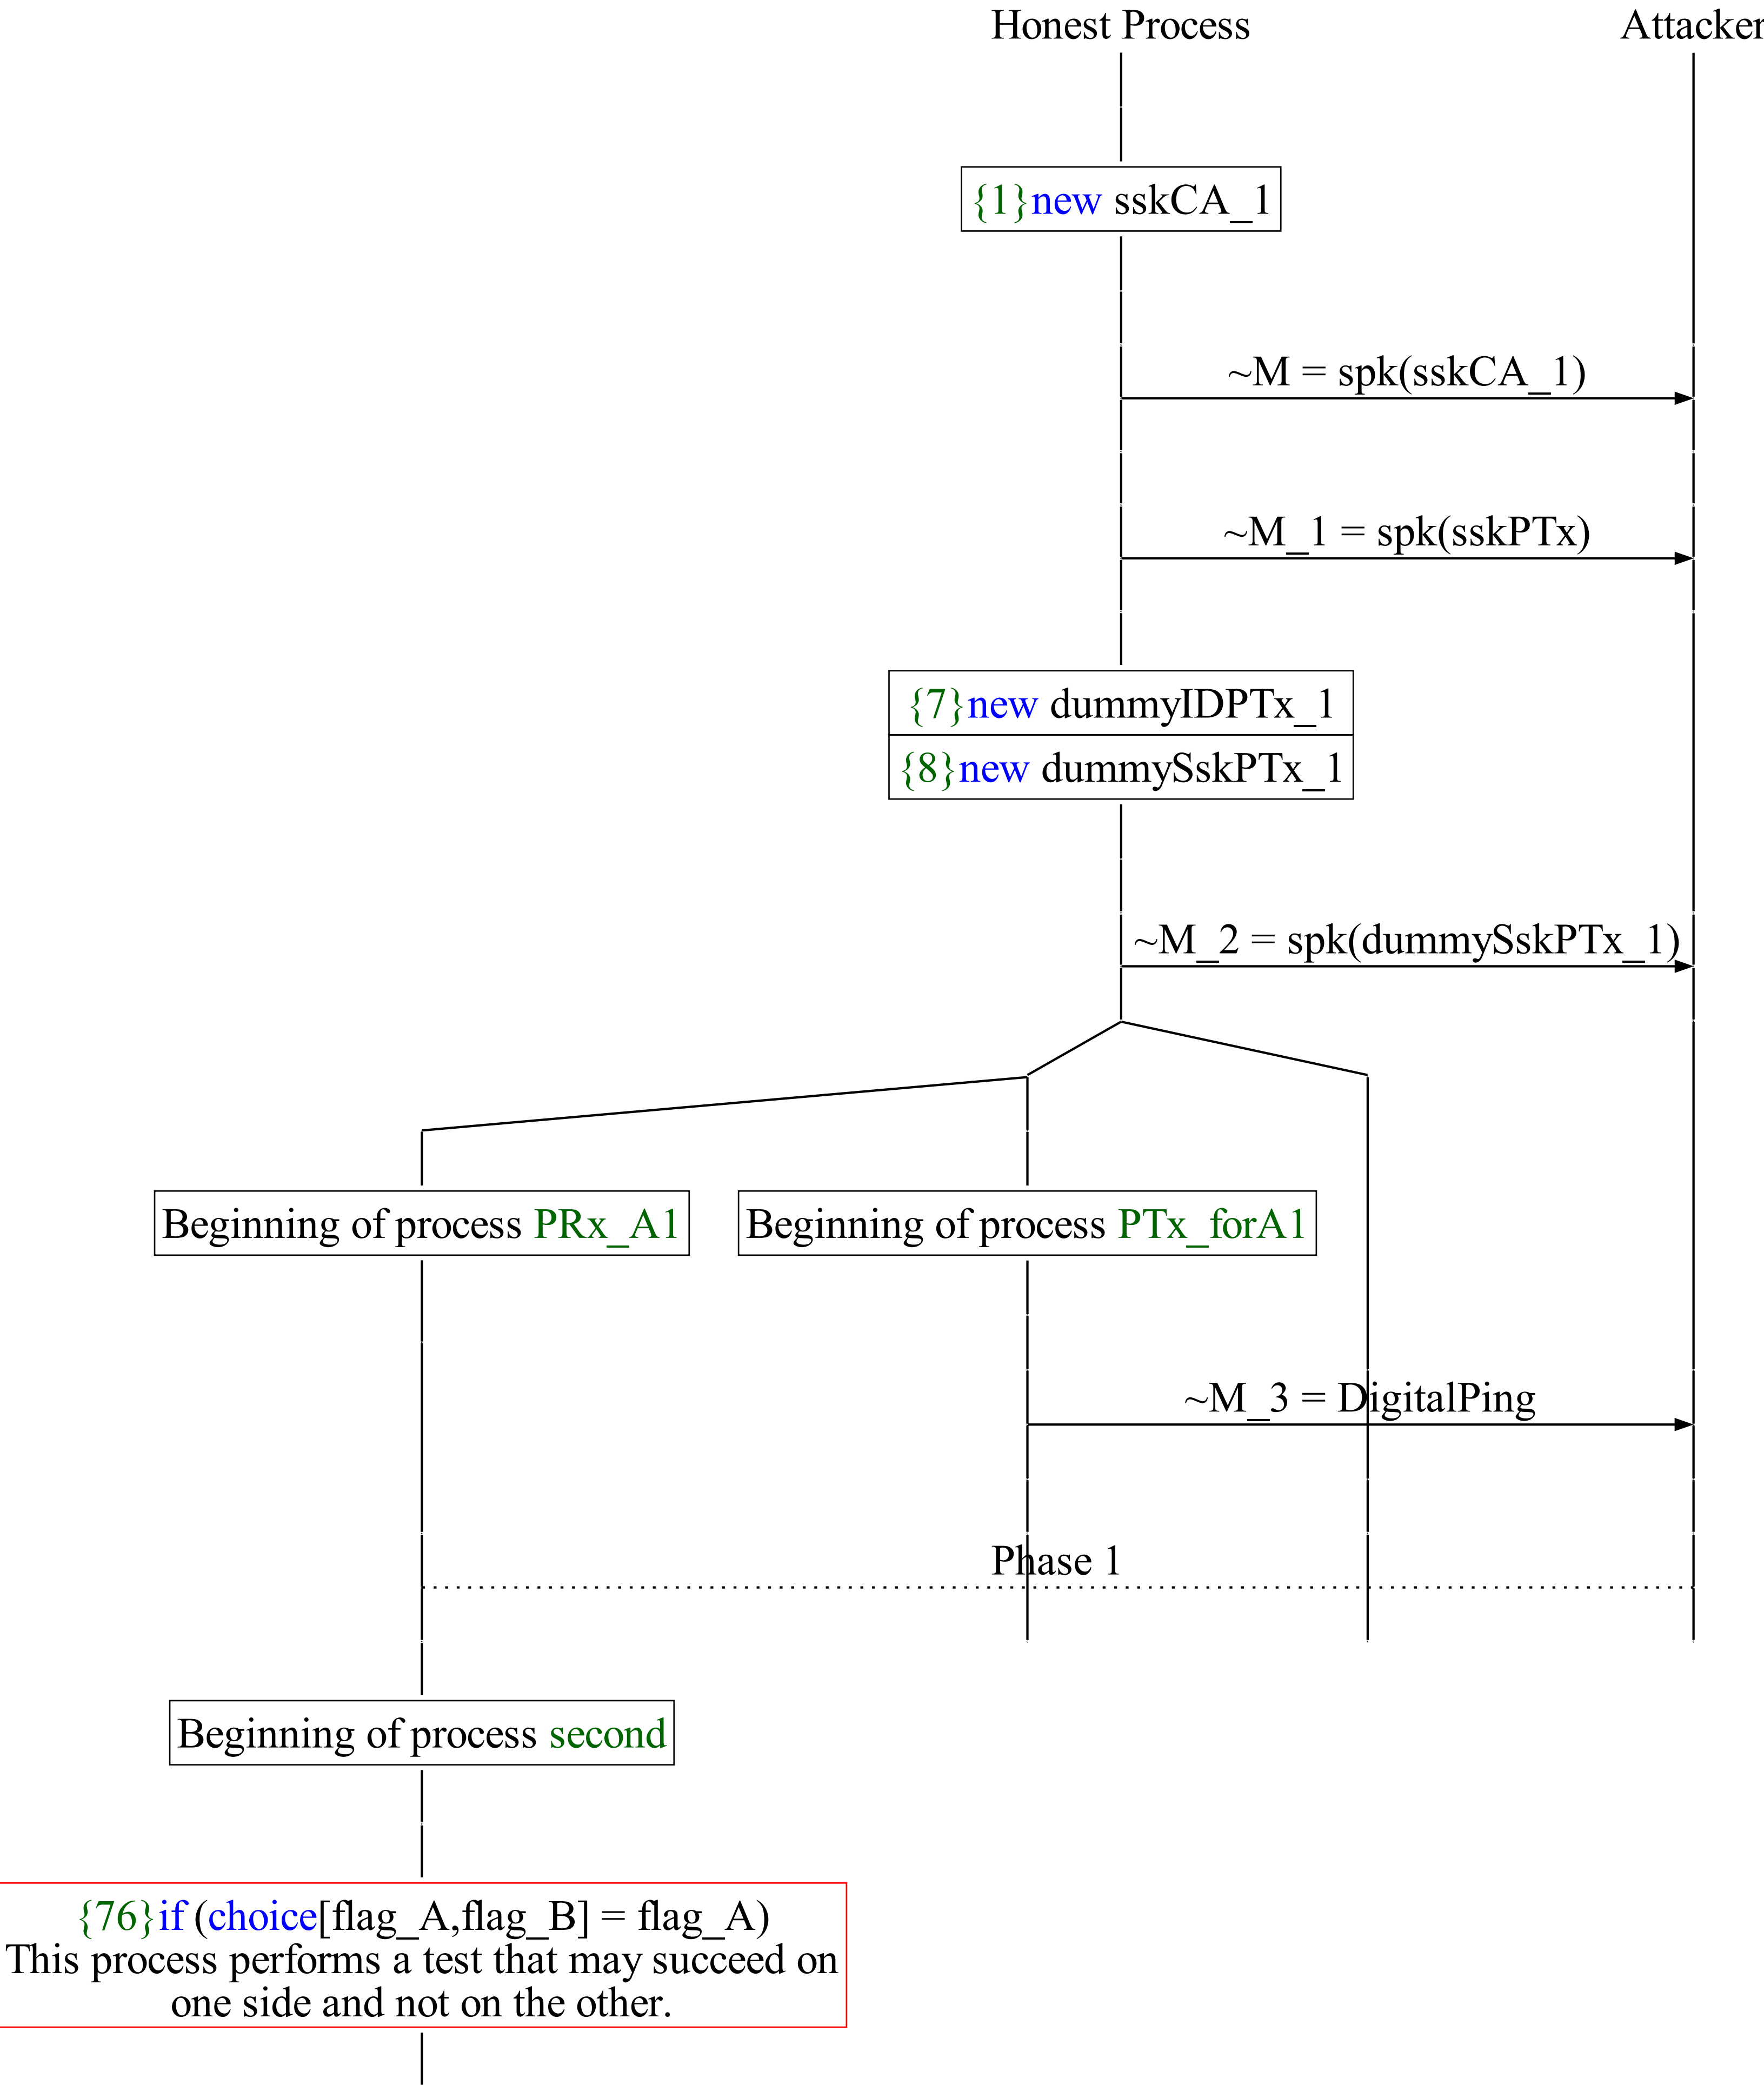 Honest Process
Attacker
{1}new sskCA_1
~M = spk(sskCA_1)
~M_1 = spk(sskPTx)
{7}new dummyIDPTx_1
{8}new dummySskPTx_1
~M_2 = spk(dummySskPTx_1)
Beginning of process PRx_A1
Beginning of process PTx_forA1
~M_3 = DigitalPing
Phase 1
Beginning of process second
{76}if (choice[flag_A,flag_B] = flag_A)
This process performs a test that may succeed on
one side and not on the other.